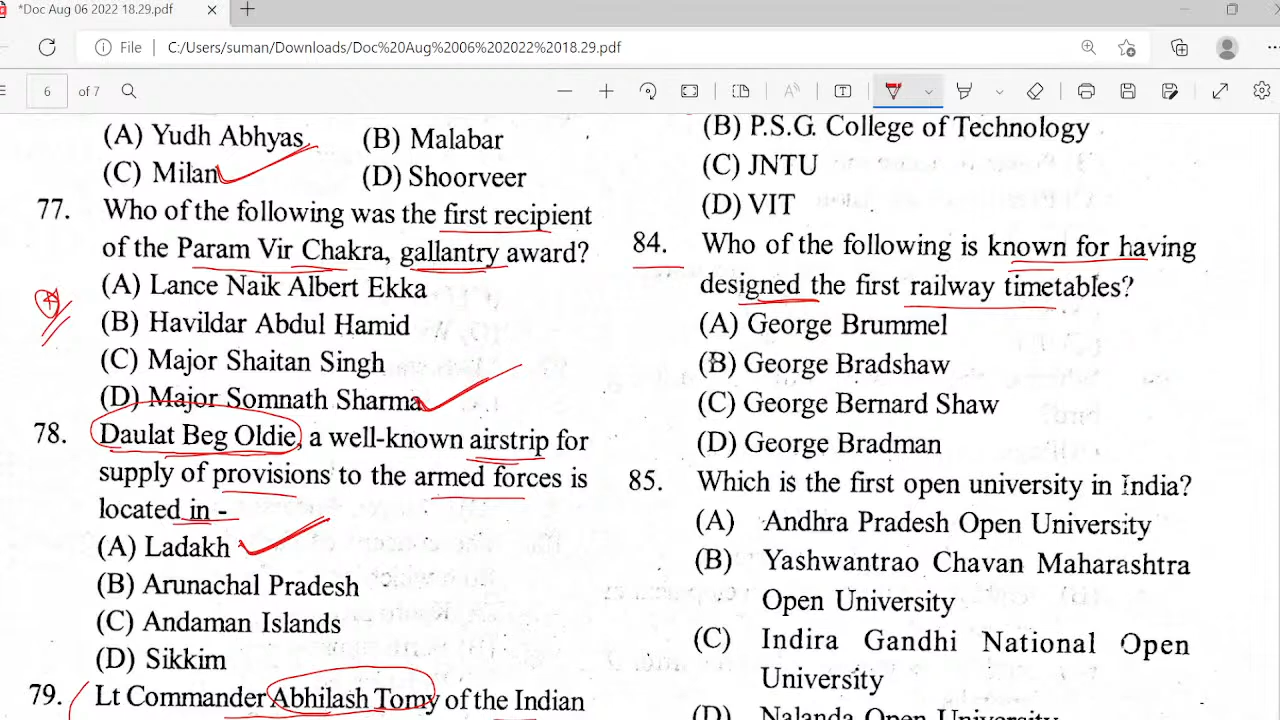 *Doc Aug 06 2022 18.29.pdf
File C:/Users/suman/Downloads/Doc%20Aug%2006%202022%2018.29.pdf
6 of 7
(A) Yudh Abhyas (B) Malabar
(C) Milan (D) Shoorveer
77. Who of the following was the first recipient
of the Param Vir Chakra, gallantry award?
(A) Lance Naik Albert Ekka
(B) Havildar Abdul Hamid
(C) Major Shaitan Singh
(D) Major Somnath Sharma
78. Daulat Beg Oldie, a well-known airstrip for
supply of provisions to the armed forces is
located in -
(A) Ladakh
(B) Arunachal Pradesh
(C) Andaman Islands
(D) Sikkim
79. Lt Commander Abhilash Tomy of the Indian
(B) P.S.G. College of Technology
(C) JNTU
(D) VIT
84. Who of the following is known for having
designed the first railway timetables?
(A) George Brummel
(B) George Bradshaw
(C) George Bernard Shaw
(D) George Bradman
85. Which is the first open university in India?
(A) Andhra Pradesh Open University
(B) Yashwantrao Chavan Maharashtra
Open University
(C) Indira Gandhi National Open
University
(D) Nalanda Open University